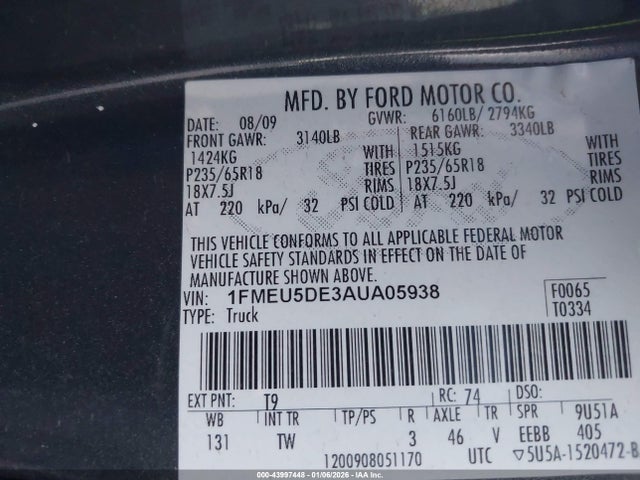 MFD. BY FORD MOTOR CO.
DATE: 08/09 GVWR: 6160LB/ 2794KG
FRONT GAWR: 3140LB REAR GAWR: 3340LB
1424KG WITH 1515KG WITH
P235/65R18 TIRES P235/65R18 TIRES
18X7.5J RIMS 18X7.5J RIMS
AT 220 kPa/ 32 PSI COLD AT 220 kPa/ 32 PSI COLD
THIS VEHICLE CONFORMS TO ALL APPLICABLE FEDERAL MOTOR
VEHICLE SAFETY STANDARDS IN EFFECT ON THE DATE OF
MANUFACTURE SHOWN ABOVE.
VIN: 1FMEU5DE3AUA05938 F0065
TYPE: Truck T0334
EXT PNT: T9 RC: 74 DSO:
WB INT TR TP/PS R AXLE TR SPR 9U51A
131 TW 3 46 V EEBB 405
1200908051170 UTC ▽5U5A-1520472-B
000-43997448 - 01/06/2026 - IAAI.COM